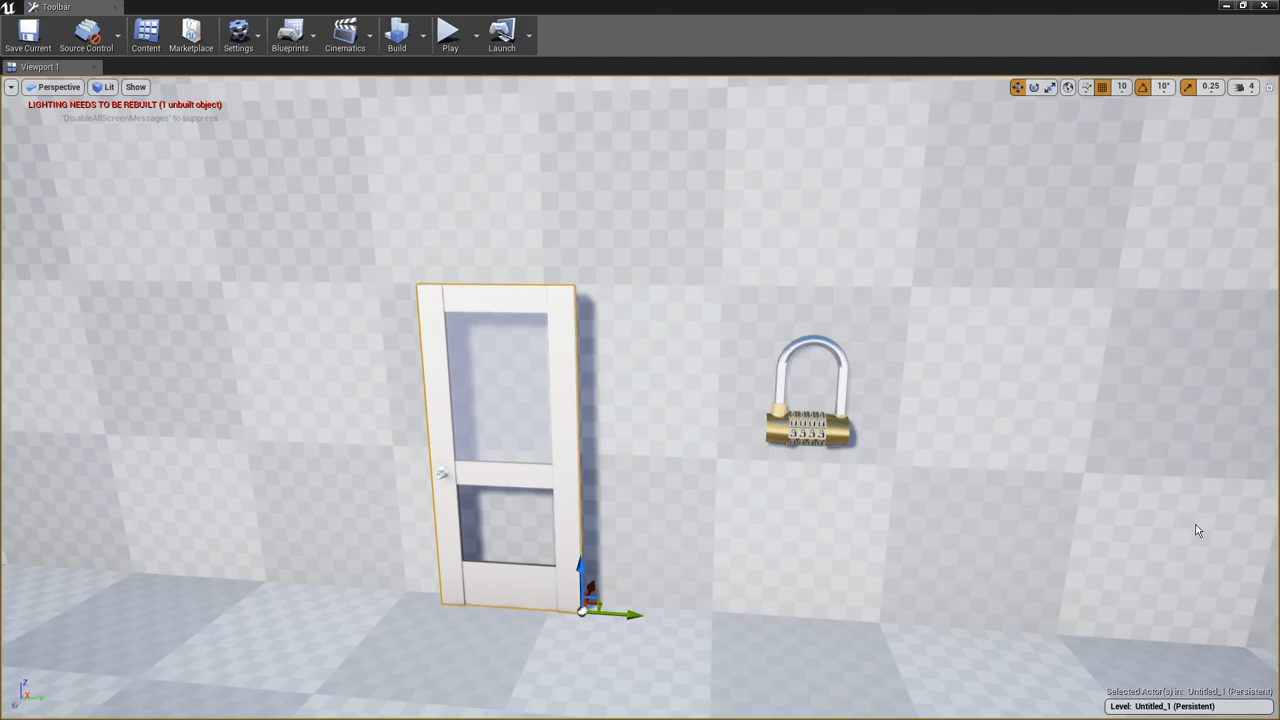 Toolbar
Save Current
Source Control
Content
Marketplace
Settings
Blueprints
Cinematics
Build
Play
Launch
Viewport 1
Perspective
Lit
Show
10
10°
0.25
4
LIGHTING NEEDS TO BE REBUILT (1 unbuilt object)
'DisableAllScreenMessages' to suppress
Z
X
Y
Selected Actor(s) in: Untitled_1 (Persistent)
Level: Untitled_1 (Persistent)